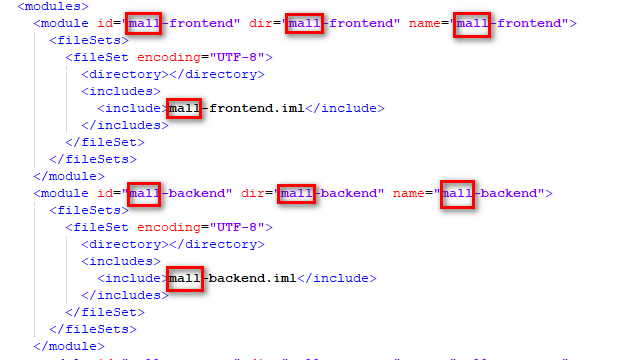 <modules>
<module id="mall-frontend" dir="mall-frontend" name="mall-frontend">
<fileSets>
<fileSet encoding="UTF-8">
<directory></directory>
<includes>
<include>mall-frontend.iml</include>
</includes>
</fileSet>
</fileSets>
</module>
<module id="mall-backend" dir="mall-backend" name="mall-backend">
<fileSets>
<fileSet encoding="UTF-8">
<directory></directory>
<includes>
<include>mall-backend.iml</include>
</includes>
</fileSet>
</fileSets>
</module>